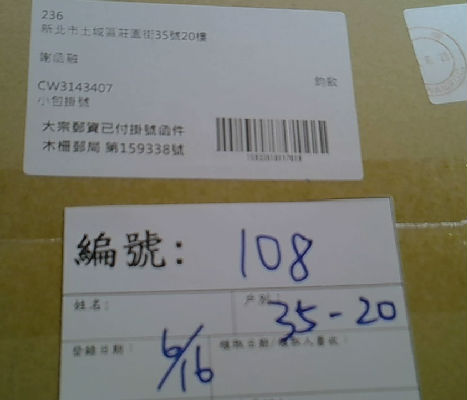 236
新北市土城區莊園街35號20樓
鈞啟
CW3143407
小包掛號
大宗郵資已付掛號函件
木柵郵局 第159338號
編號: 108
姓名:
戶別: 35-20
登錄日期: 6/16